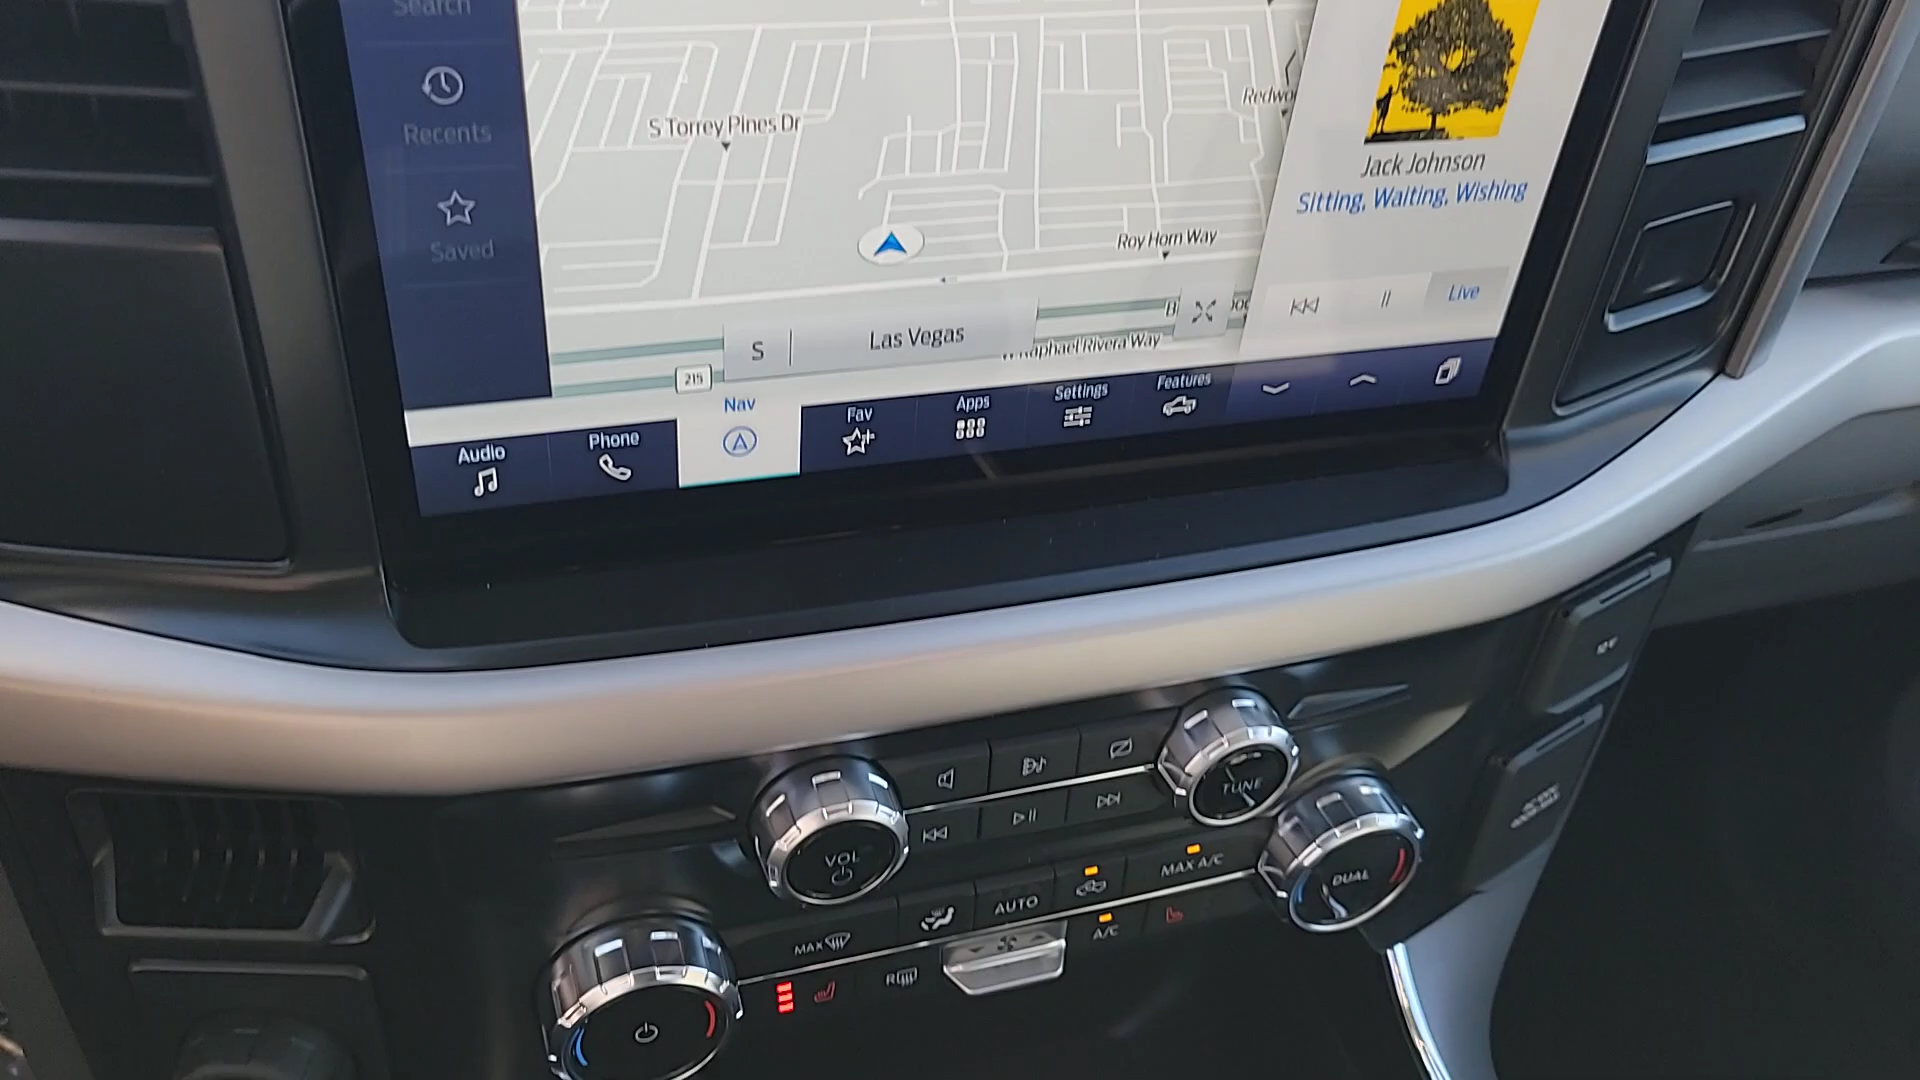 Search
Recents
Saved
S Torrey Pines Dr
Roy Horn Way
S
Las Vegas
215
Raphael Rivera Way
Jack Johnson
Sitting, Waiting, Wishing
Live
Audio
Phone
Nav
Fav
Apps
Settings
Features
VOL
TUNE
MAX
AUTO
MAX A/C
DUAL
R
A/C